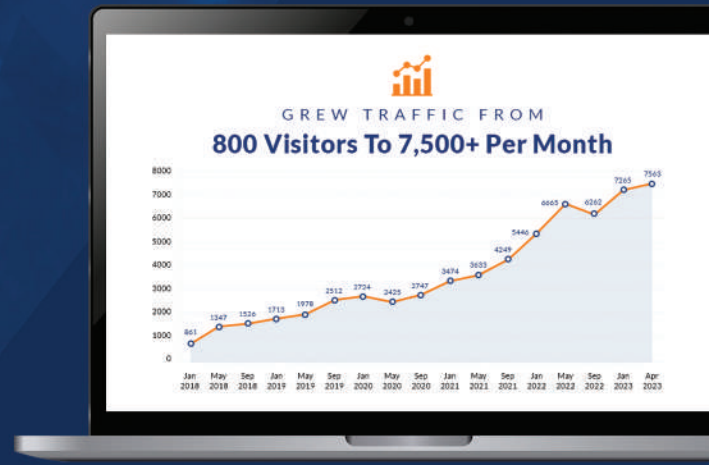 GREW TRAFFIC FROM
800 Visitors To 7,500+ Per Month
8000
7000
6000
5000
4000
3000
2000
1000
0
861
1347
1526
1713
1978
2512
2724
2425
2747
3474
3655
4249
5446
6665
6262
7265
7563
Jan 2018
May 2018
Sep 2018
Jan 2019
May 2019
Sep 2019
Jan 2020
May 2020
Sep 2020
Jan 2021
May 2021
Sep 2021
Jan 2022
May 2022
Sep 2022
Jan 2023
Apr 2023